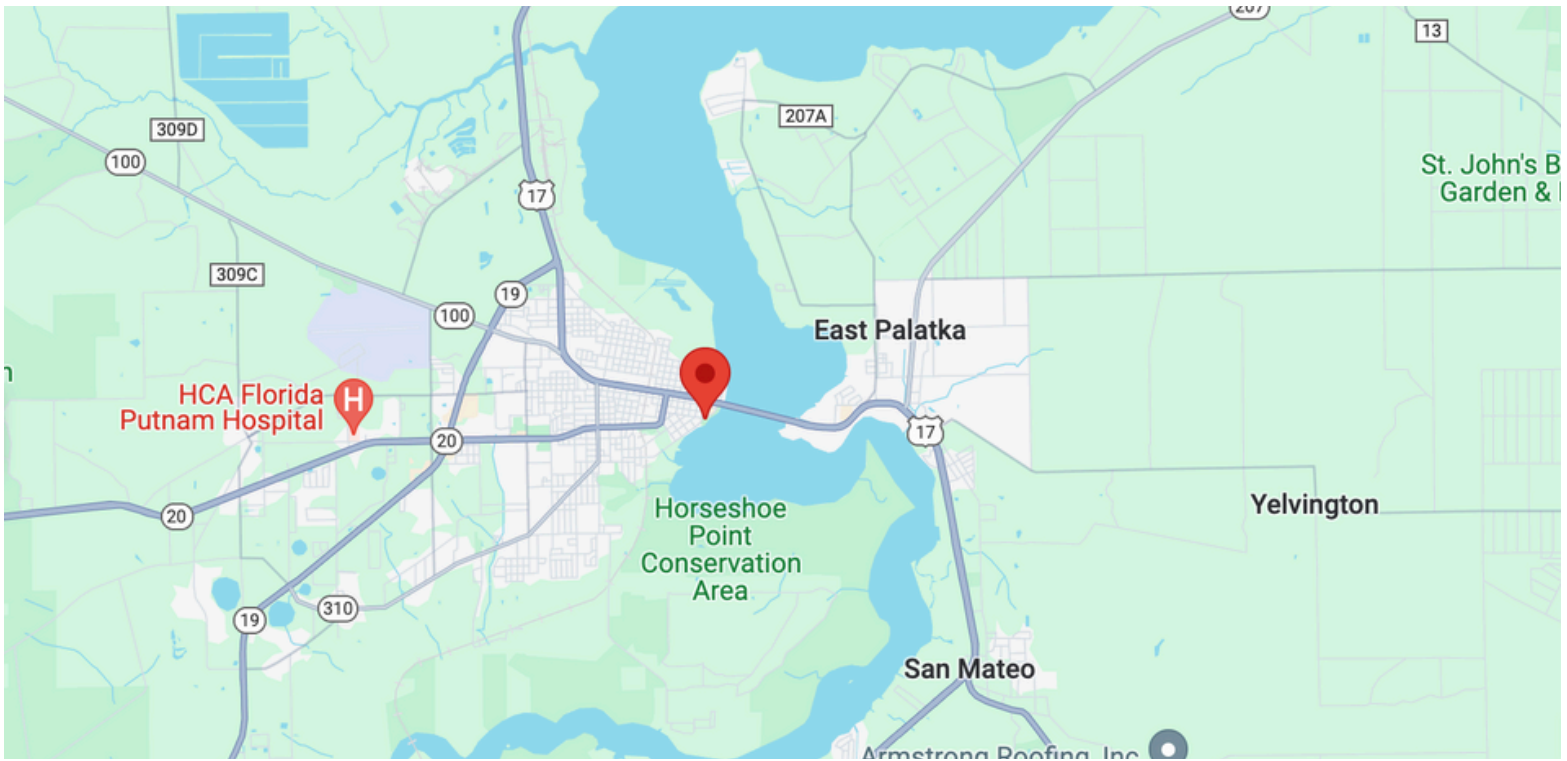 207
13
207A
309D
100
St. John's B
Garden &
17
309C
19
100
East Palatka
n
HCA Florida
Putnam Hospital
H
20
17
20
Horseshoe
Point
Conservation
Area
Yelvington
310
19
San Mateo
Armstrong Roofing, Inc